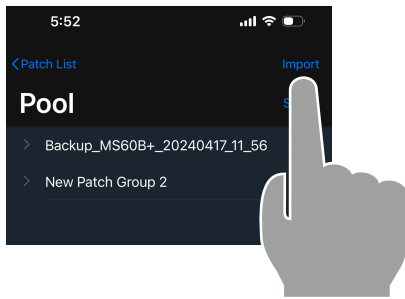 5:52
Patch List
Import
Pool
Backup_MS60B+_20240417_11_56
New Patch Group 2